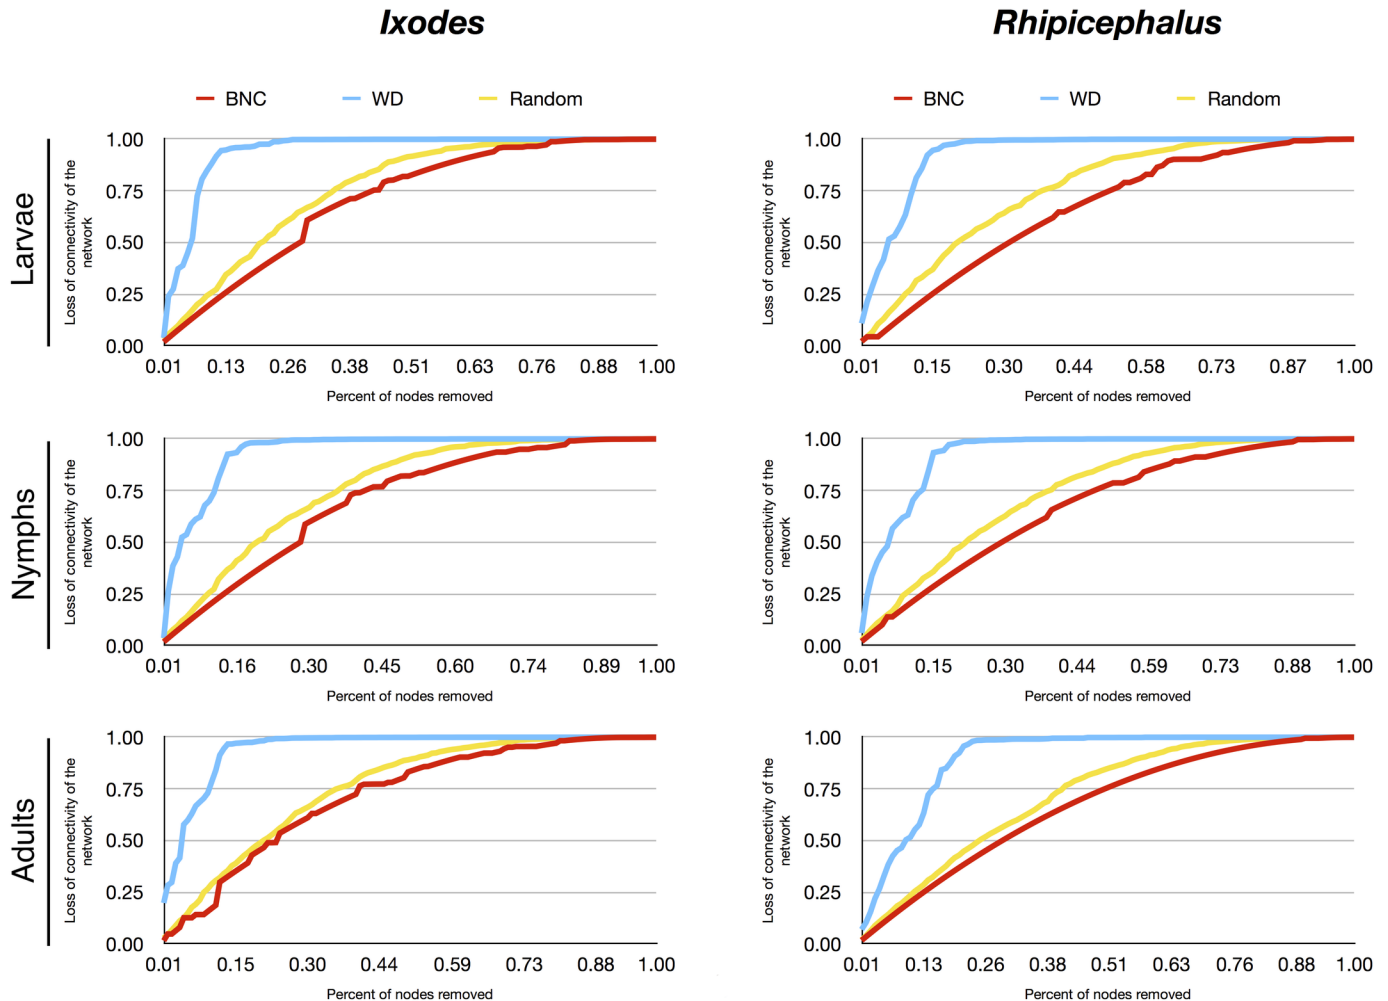 Ixodes
Rhipicephalus
BNC WD Random
BNC WD Random
Larvae
Loss of connectivity of the
network
1.00
0.75
0.50
0.25
0.00
0.01 0.13 0.26 0.38 0.51 0.63 0.76 0.88 1.00
Percent of nodes removed
Loss of connectivity of the
network
1.00
0.75
0.50
0.25
0.00
0.01 0.15 0.30 0.44 0.58 0.73 0.87 1.00
Percent of nodes removed
Nymphs
Loss of connectivity of the
network
1.00
0.75
0.50
0.25
0.00
0.01 0.16 0.30 0.45 0.60 0.74 0.89 1.00
Percent of nodes removed
Loss of connectivity of the
network
1.00
0.75
0.50
0.25
0.00
0.01 0.15 0.30 0.44 0.59 0.73 0.88 1.00
Percent of nodes removed
Adults
Loss of connectivity of the
network
1.00
0.75
0.50
0.25
0.00
0.01 0.15 0.30 0.44 0.59 0.73 0.88 1.00
Percent of nodes removed
Loss of connectivity of the
network
1.00
0.75
0.50
0.25
0.00
0.01 0.13 0.26 0.38 0.51 0.63 0.76 0.88 1.00
Percent of nodes removed